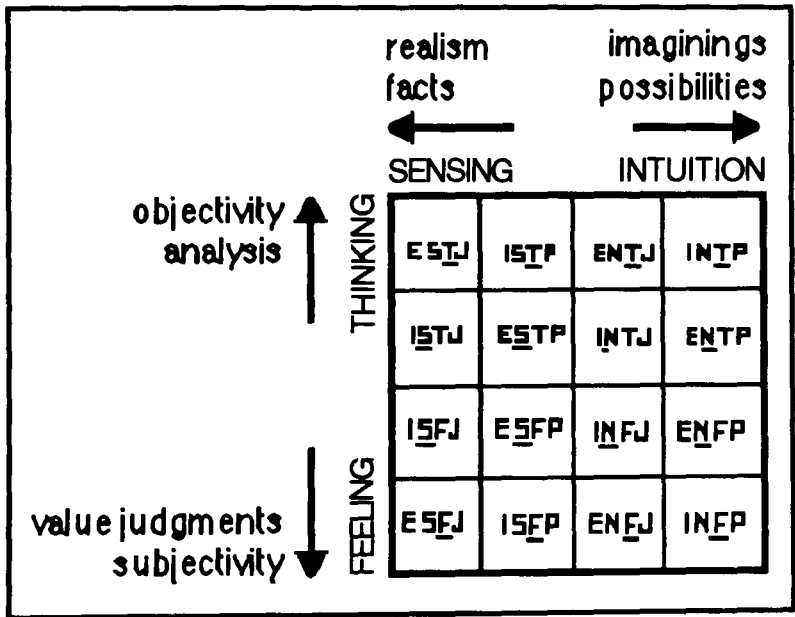 realism imaginings
facts possibilities
SENSING INTUITION
objectivity
analysis
THINKING
ESTJ ISTP ENTJ INTP
ISTJ ESTP INTJ ENTP
ISFJ ESFP INFJ ENFP
ESFJ ISFP ENFJ INFP
FEELING
value judgments
subjectivity